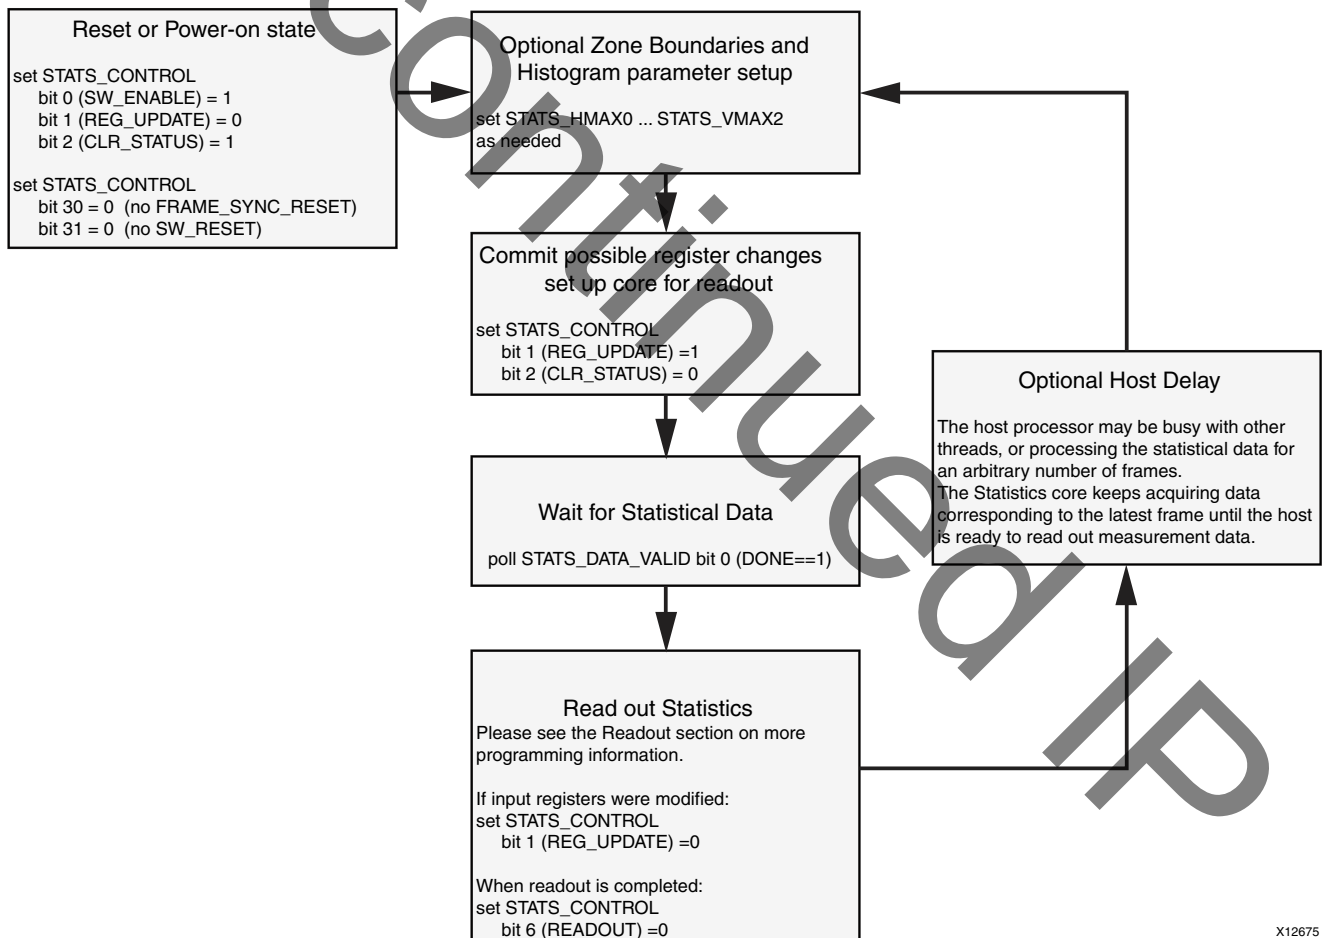 Reset or Power-on state
set STATS_CONTROL
bit 0 (SW_ENABLE) = 1
bit 1 (REG_UPDATE) = 0
bit 2 (CLR_STATUS) = 1
set STATS_CONTROL
bit 30 = 0 (no FRAME_SYNC_RESET)
bit 31 = 0 (no SW_RESET)
Optional Zone Boundaries and
Histogram parameter setup
set STATS_HMAX0 ... STATS_VMAX2
as needed
Commit possible register changes
set up core for readout
set STATS_CONTROL
bit 1 (REG_UPDATE) =1
bit 2 (CLR_STATUS) = 0
Wait for Statistical Data
poll STATS_DATA_VALID bit 0 (DONE==1)
Read out Statistics
Please see the Readout section on more
programming information.
If input registers were modified:
set STATS_CONTROL
bit 1 (REG_UPDATE) =0
When readout is completed:
set STATS_CONTROL
bit 6 (READOUT) =0
Optional Host Delay
The host processor may be busy with other
threads, or processing the statistical data for
an arbitrary number of frames.
The Statistics core keeps acquiring data
corresponding to the latest frame until the host
is ready to read out measurement data.
X12675
continued IP